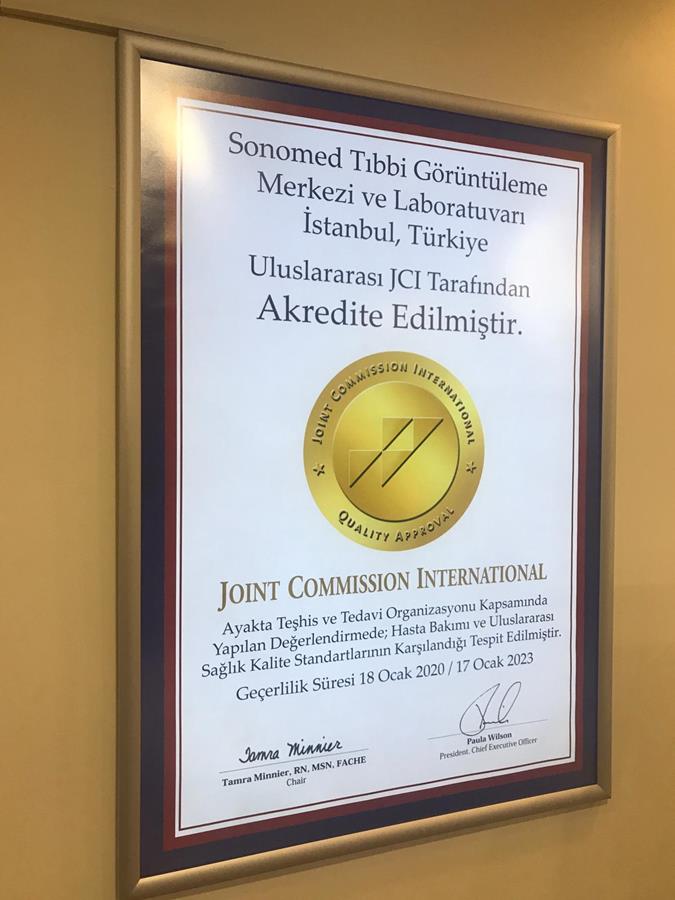 Sonomed Tıbbi Görüntüleme
Merkezi ve Laboratuvarı
İstanbul, Türkiye
Uluslararası JCI Tarafından
Akredite Edilmiştir.
JOINT COMMISSION INTERNATIONAL
QUALITY APPROVAL
JOINT COMMISSION INTERNATIONAL
Ayakta Teşhis ve Tedavi Organizasyonu Kapsamında
Yapılan Değerlendirmede; Hasta Bakımı ve Uluslararası
Sağlık Kalite Standartlarının Karşılandığı Tespit Edilmiştir.
Geçerlilik Süresi 18 Ocak 2020 / 17 Ocak 2023
Tamra Minnier
Tamra Minnier, RN, MSN, FACHE
Chair
Paula Wilson
President, Chief Executive Officer